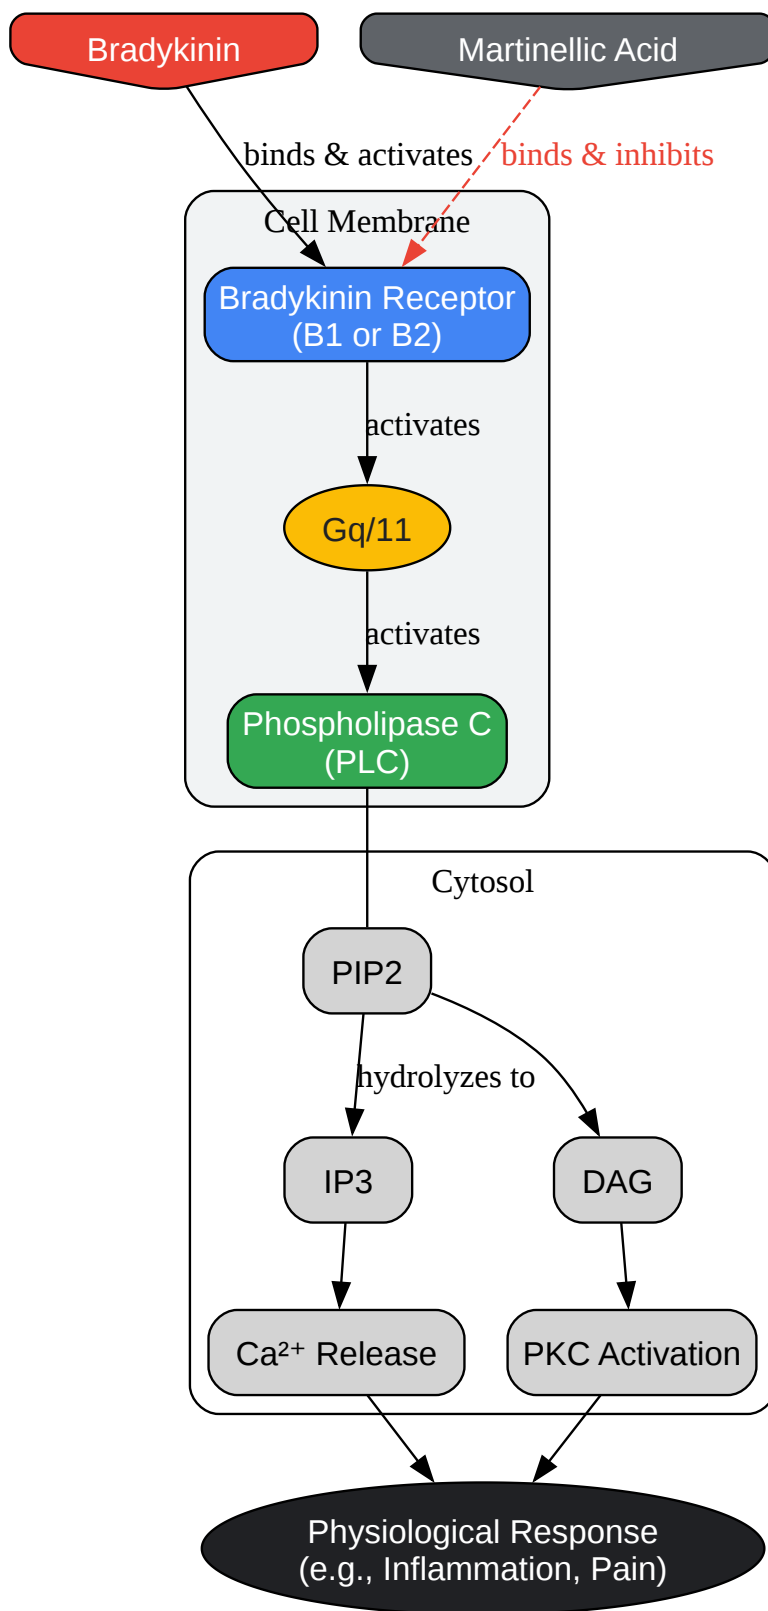 Bradykinin
Martinellic Acid
binds & activates
binds & inhibits
Cell Membrane
Bradykinin Receptor
(B1 or B2)
activates
Gq/11
activates
Phospholipase C
(PLC)
Cytosol
PIP2
hydrolyzes to
IP3
DAG
Ca²⁺ Release
PKC Activation
Physiological Response
(e.g., Inflammation, Pain)